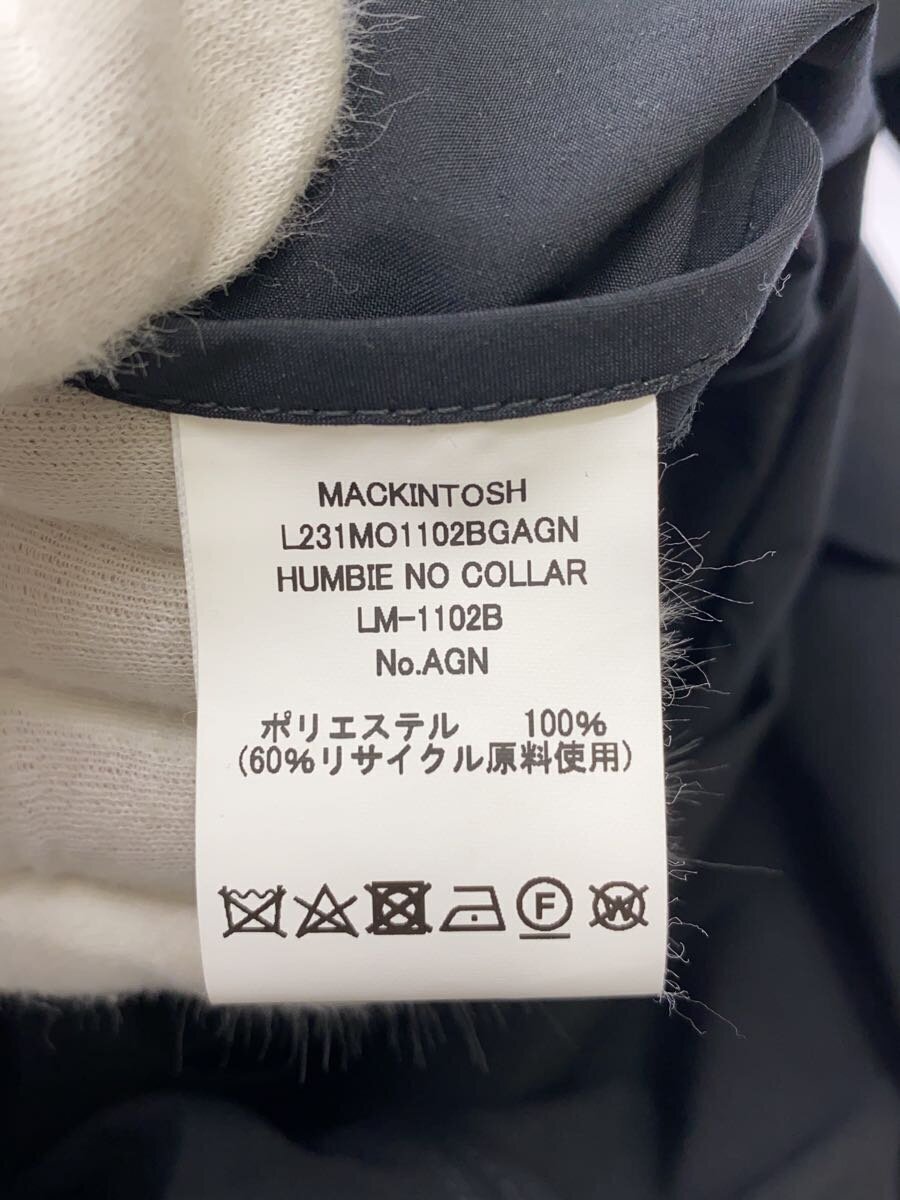 MACKINTOSH
L231MO1102BGAGN
HUMBIE NO COLLAR
LM-1102B
No.AGN
ポリエステル 100%
(60%リサイクル原料使用)
F W